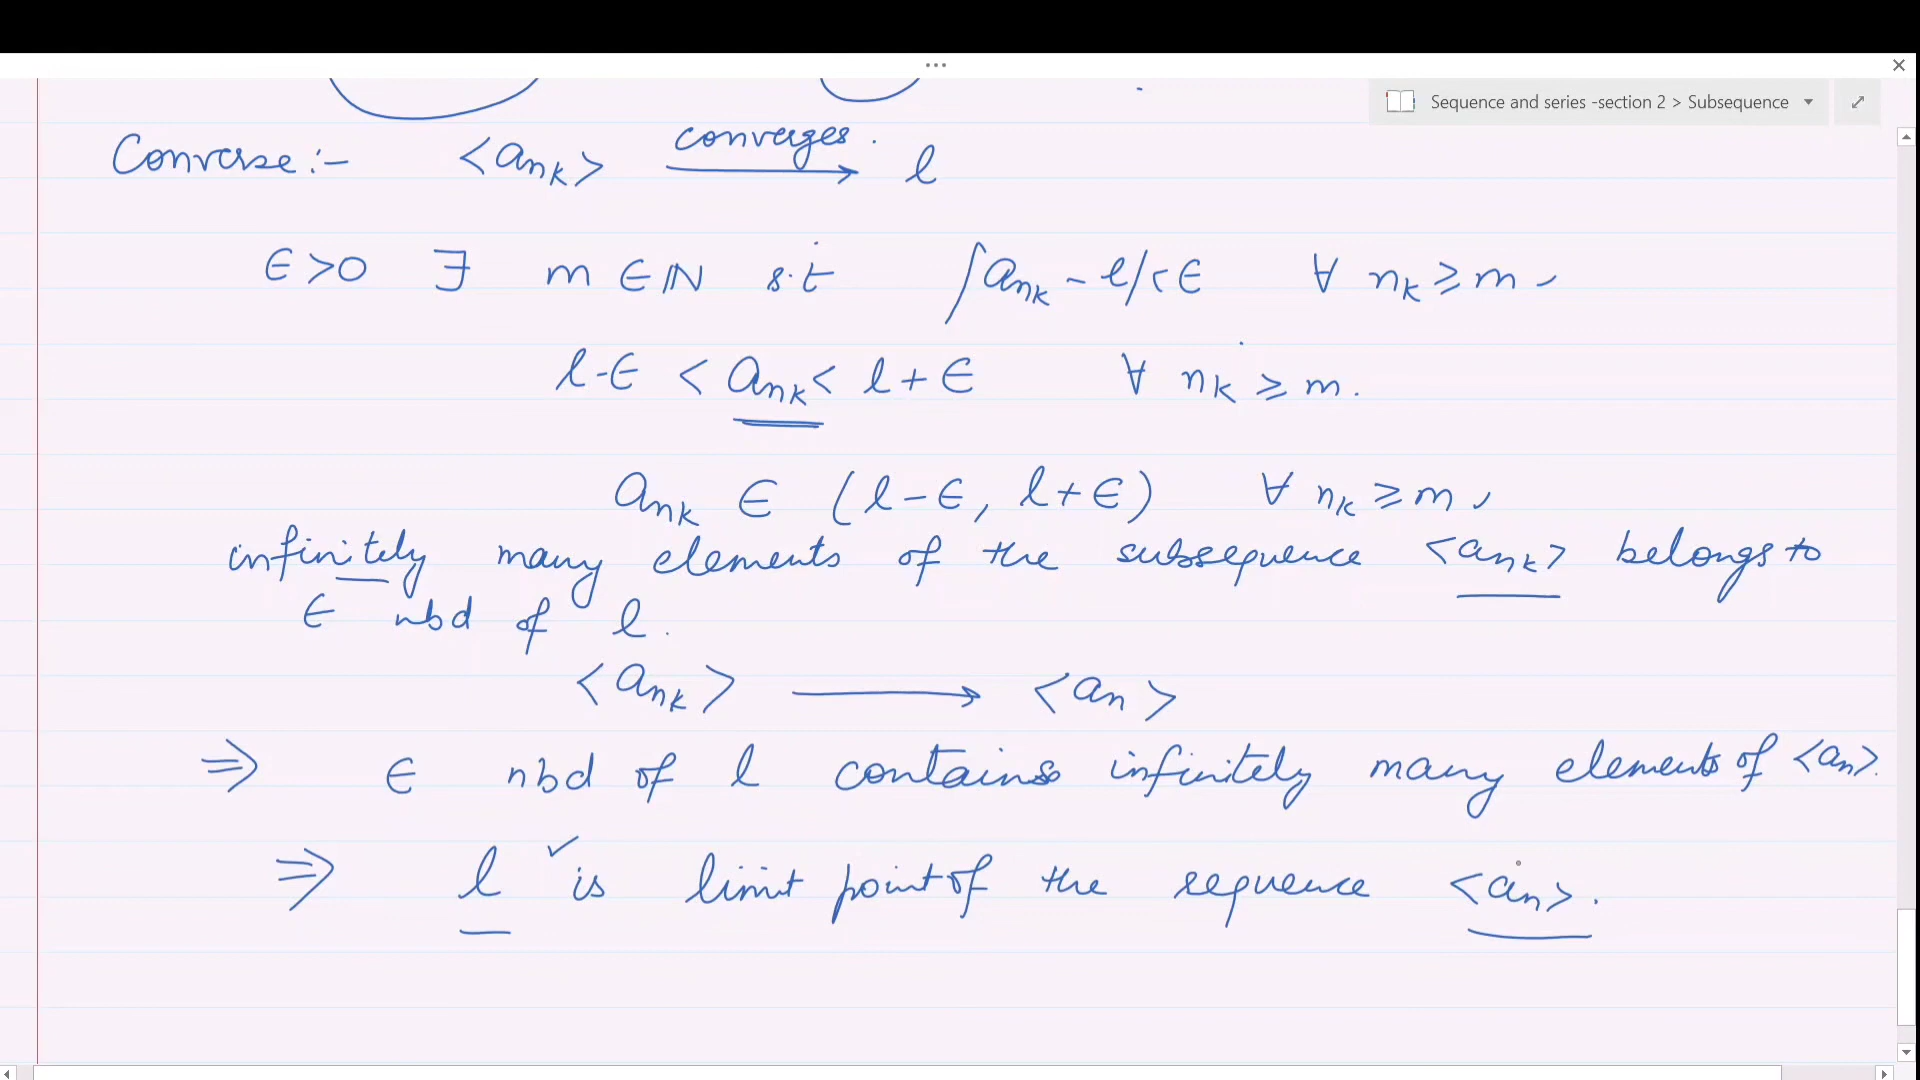 Sequence and series -section 2 > Subsequence
Converse:- <a_{n_k}> converges. → l
ϵ>0 ∃ m ∈ ℕ s.t |a_{n_k} - l|<ϵ ∀ n_k ≥ m,
l-ϵ < a_{n_k} < l+ϵ ∀ n_k ≥ m.
a_{n_k} ∈ (l-ϵ, l+ϵ) ∀ n_k ≥ m,
infinitely many elements of the subsequence <a_{n_k}> belongs to
ϵ nbd of l.
<a_{n_k}> → <a_n>
⇒ ϵ nbd of l contains infinitely many elements of <a_n>.
⇒ l ✓ is limit point of the sequence <a_n>.